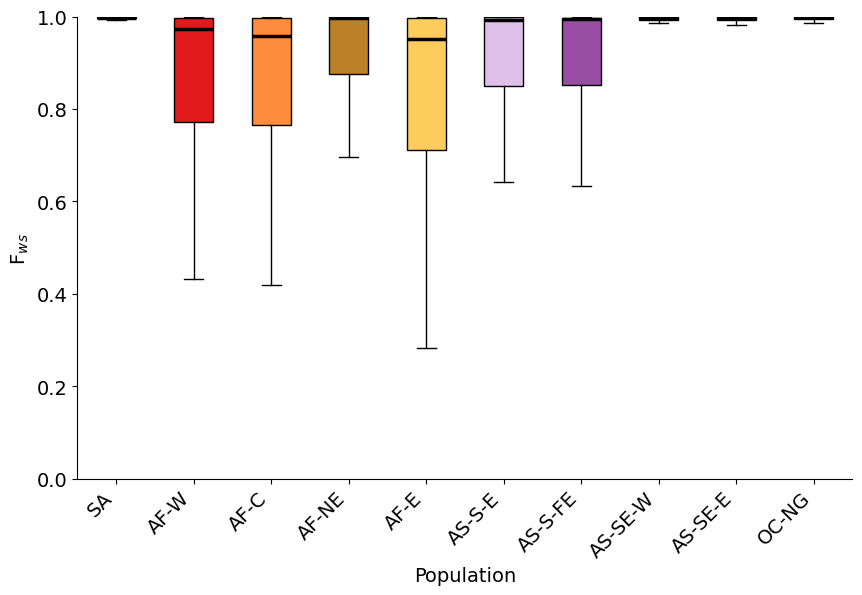 1.0
0.8
0.6
0.4
0.2
0.0
F_ws
SA
AF-W
AF-C
AF-NE
AF-E
AS-S-E
AS-S-FE
AS-SE-W
AS-SE-E
OC-NG
Population